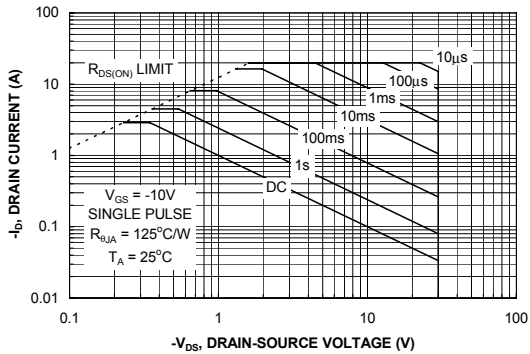 100
10
1
0.1
0.01
-I_D, DRAIN CURRENT (A)
R_DS(ON) LIMIT
10μs
100μs
1ms
10ms
100ms
1s
DC
V_GS = -10V
SINGLE PULSE
R_θJA = 125°C/W
T_A = 25°C
0.1 1 10 100
-V_DS, DRAIN-SOURCE VOLTAGE (V)